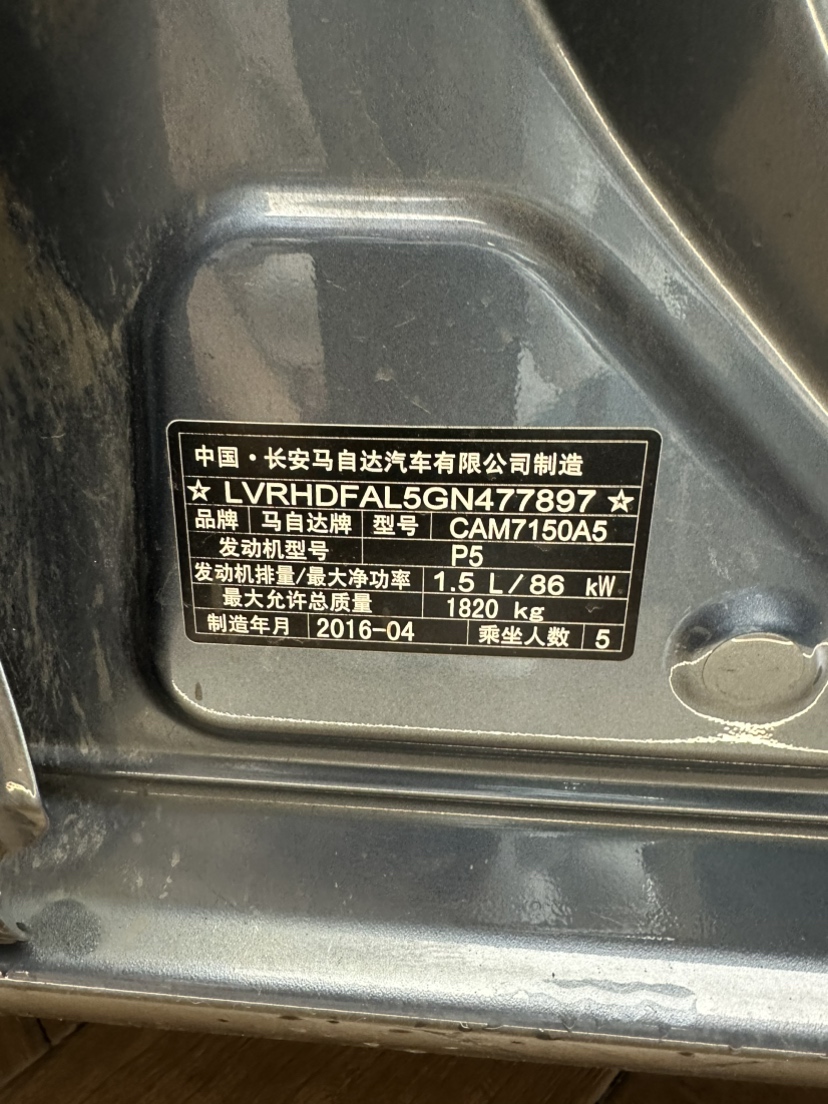 中国·长安马自达汽车有限公司制造
☆ LVRHDFAL5GN477897 ☆
品牌 马自达牌 型号 CAM7150A5
发动机型号 P5
发动机排量/最大净功率 1.5 L/86 kW
最大允许总质量 1820 kg
制造年月 2016-04 乘坐人数 5